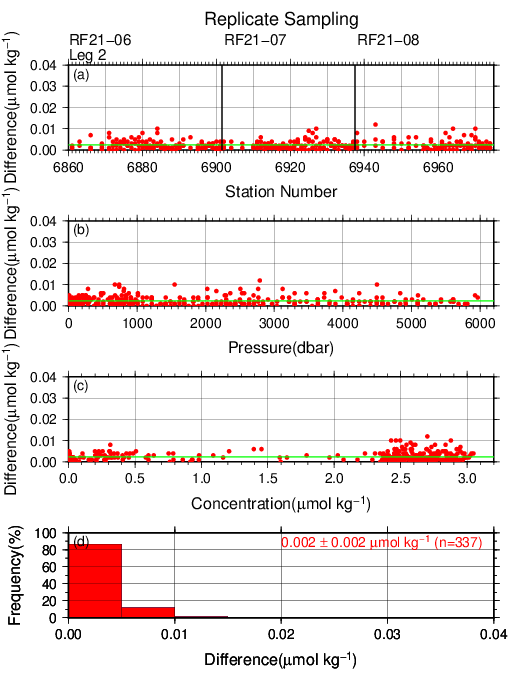 Replicate Sampling
RF21−06 RF21−07 RF21−08
Leg 2
Difference(μmol kg⁻¹)
0.04
0.03
0.02
0.01
0.00
(a)
6860 6880 6900 6920 6940 6960
Station Number
Difference(μmol kg⁻¹)
0.04
0.03
0.02
0.01
0.00
(b)
0 1000 2000 3000 4000 5000 6000
Pressure(dbar)
Difference(μmol kg⁻¹)
0.04
0.03
0.02
0.01
0.00
(c)
0.0 0.5 1.0 1.5 2.0 2.5 3.0
Concentration(μmol kg⁻¹)
Frequency(%)
100
80
60
40
20
0
(d)
0.002 ± 0.002 μmol kg⁻¹ (n=337)
0.00 0.01 0.02 0.03 0.04
Difference(μmol kg⁻¹)